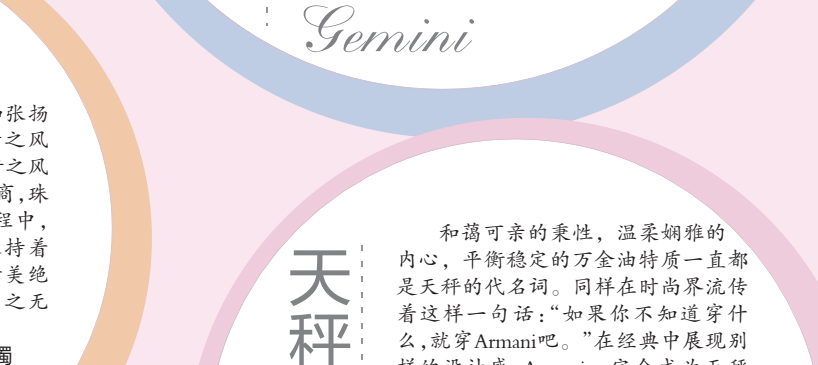 Gemini
张扬
之风
之风
商,珠
程中,
持着
美绝
之无
天秤
和蔼可亲的秉性，温柔娴雅的
内心，平衡稳定的万金油特质一直都
是天秤的代名词。同样在时尚界流传
着这样一句话:“如果你不知道穿什
么,就穿Armani吧。”在经典中展现别